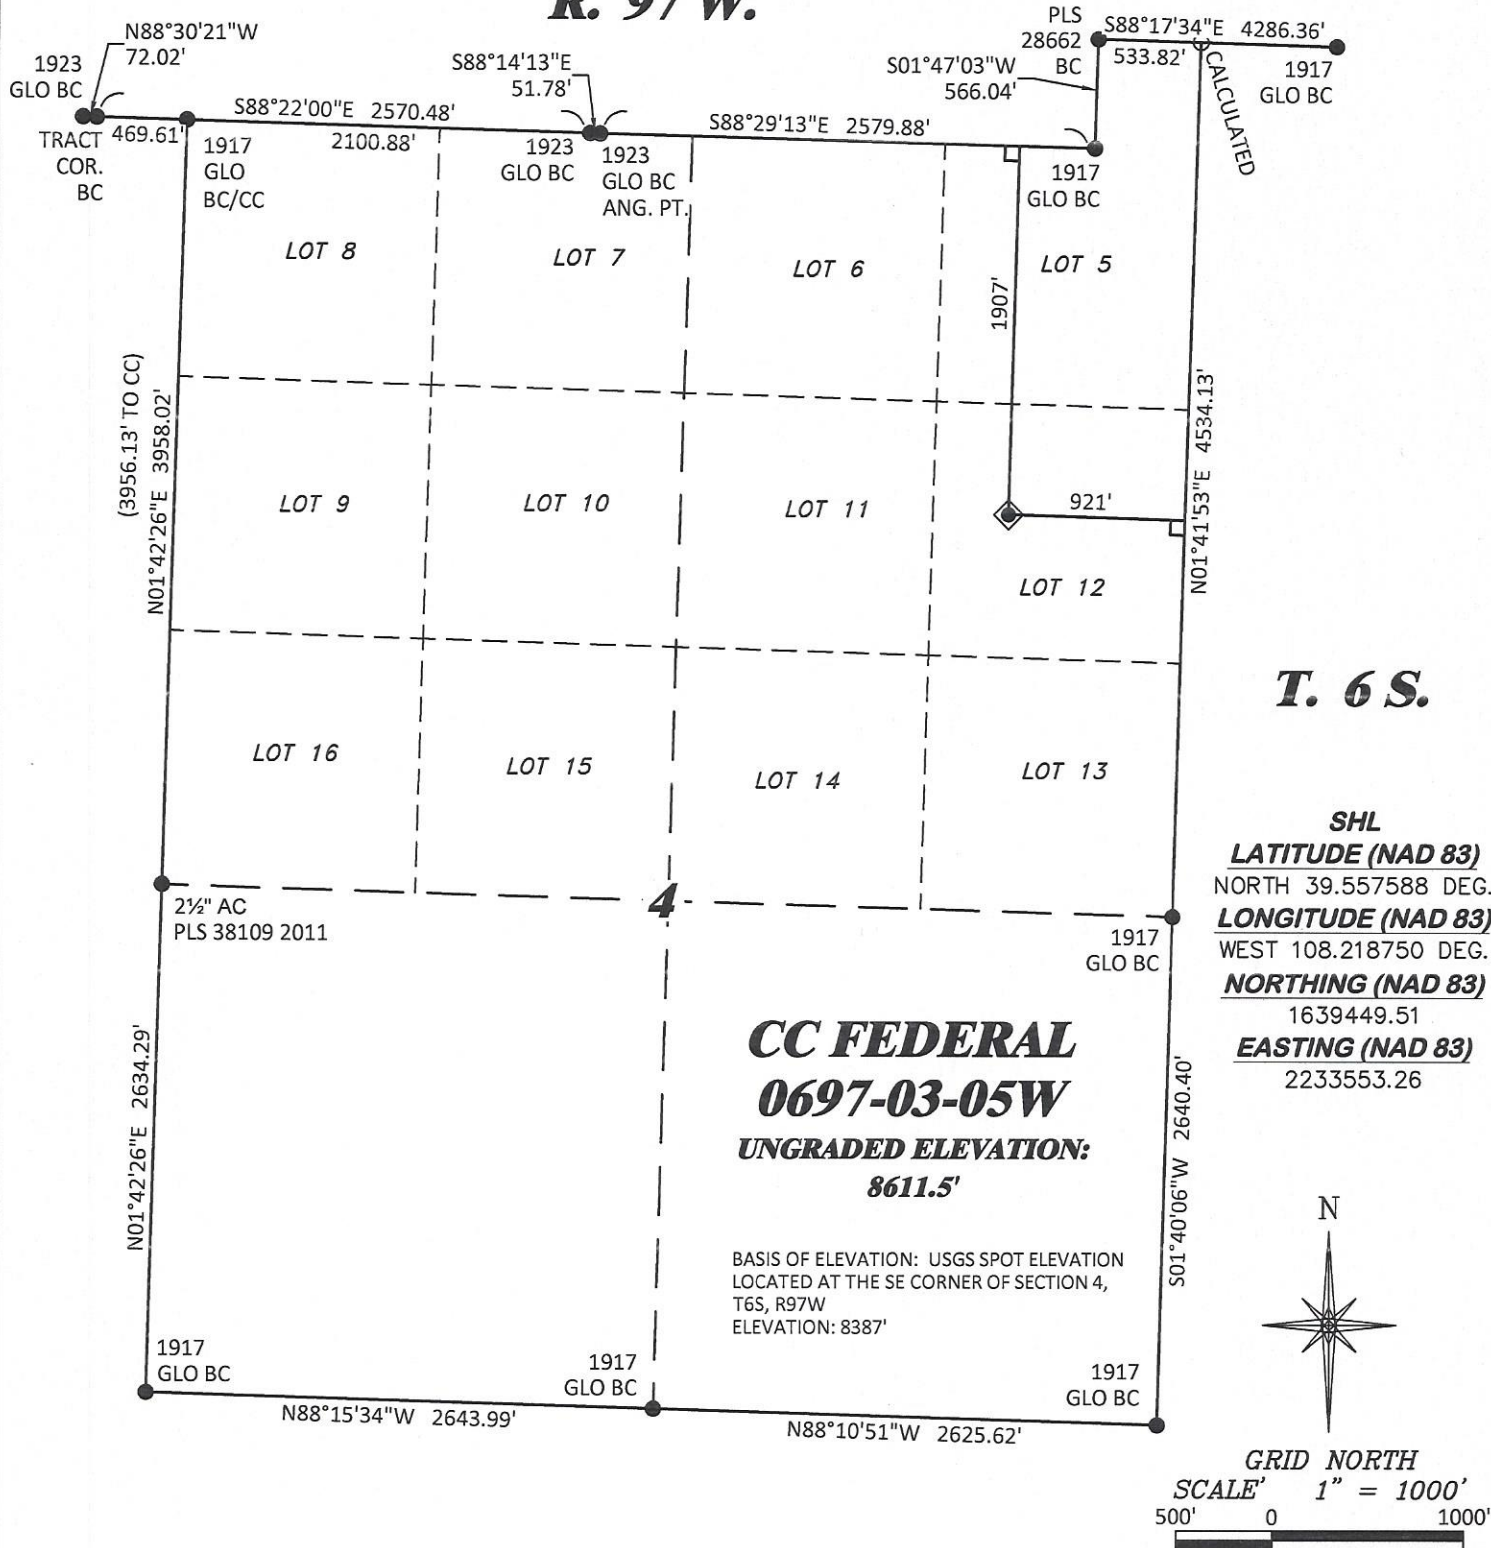 R. 97 W.
N88°30'21"W
72.02'
1923
GLO BC
TRACT
COR.
BC
469.61'
S88°22'00"E 2570.48'
2100.88'
1917
GLO
BC/CC
S88°14'13"E
51.78'
1923
GLO BC
1923
GLO BC
ANG. PT.
S88°29'13"E 2579.88'
S01°47'03"W
566.04'
PLS
28662
BC
S88°17'34"E 4286.36'
533.82'
CALCULATED
1917
GLO BC
1917
GLO BC
LOT 8
LOT 7
LOT 6
LOT 5
1907'
(3956.13' TO CC)
N01°42'26"E 3958.02'
N01°41'53"E 4534.13'
LOT 9
LOT 10
LOT 11
921'
LOT 12
LOT 16
LOT 15
LOT 14
LOT 13
T. 6 S.
2½" AC
PLS 38109 2011
4
1917
GLO BC
SHL
LATITUDE (NAD 83)
NORTH 39.557588 DEG.
LONGITUDE (NAD 83)
WEST 108.218750 DEG.
NORTHING (NAD 83)
1639449.51
EASTING (NAD 83)
2233553.26
N01°42'26"E 2634.29'
CC FEDERAL
0697-03-05W
UNGRADED ELEVATION:
8611.5'
S01°40'06"W 2640.40'
BASIS OF ELEVATION: USGS SPOT ELEVATION
LOCATED AT THE SE CORNER OF SECTION 4,
T6S, R97W
ELEVATION: 8387'
1917
GLO BC
1917
GLO BC
1917
GLO BC
N88°15'34"W 2643.99'
N88°10'51"W 2625.62'
N
GRID NORTH
SCALE' 1" = 1000'
500' 0 1000'